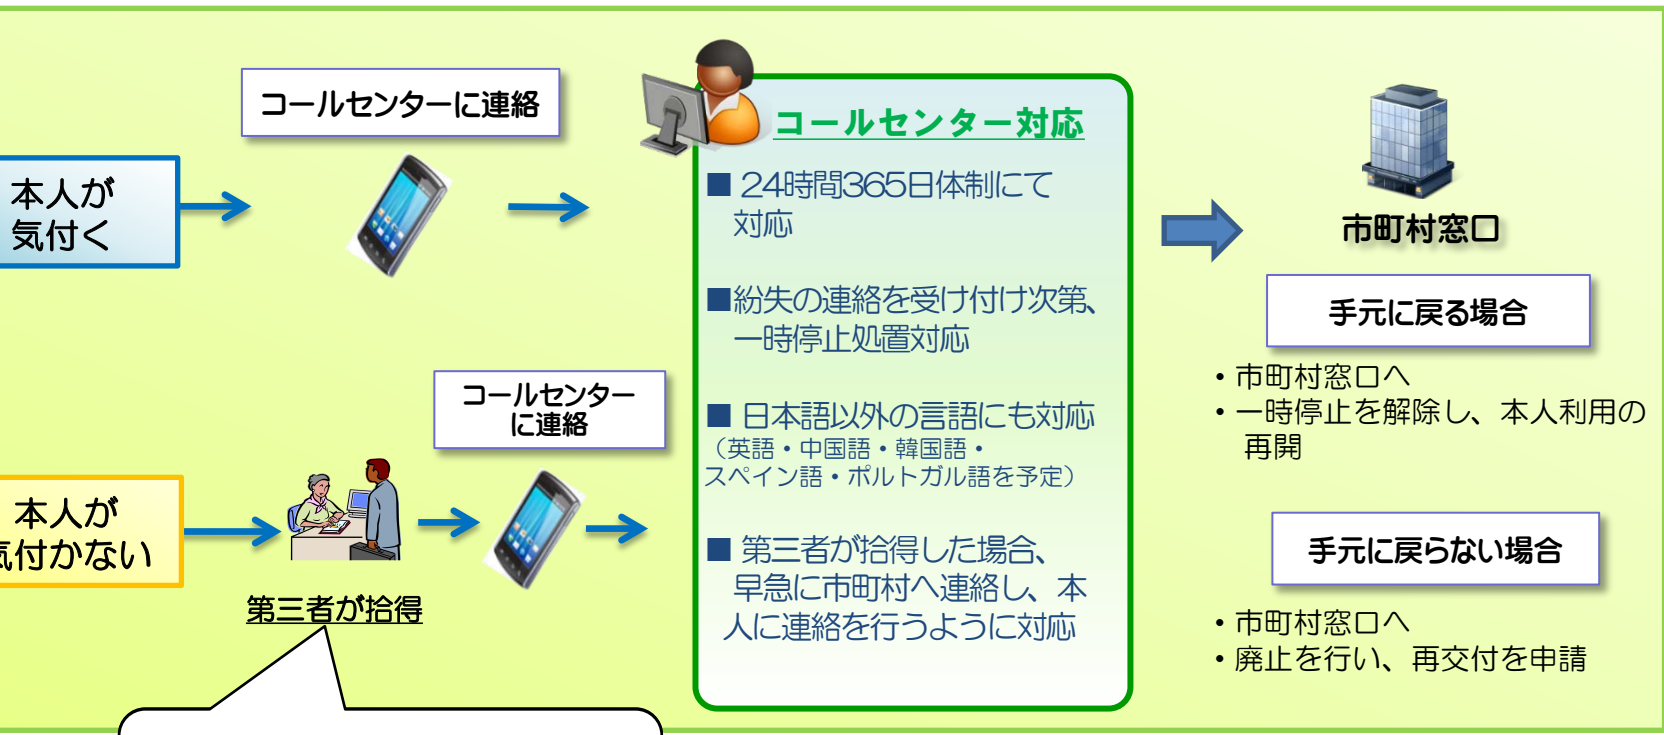 コールセンターに連絡
本人が
気付く
コールセンター対応
■ 24時間365日体制にて
対応
■紛失の連絡を受け付け次第、
一時停止処置対応
■ 日本語以外の言語にも対応
（英語・中国語・韓国語・
スペイン語・ポルトガル語を予定）
■ 第三者が拾得した場合、
早急に市町村へ連絡し、本
人に連絡を行うように対応
コールセンター
に連絡
本人が
気付かない
第三者が拾得
市町村窓口
手元に戻る場合
・市町村窓口へ
・一時停止を解除し、本人利用の
再開
手元に戻らない場合
・市町村窓口へ
・廃止を行い、再交付を申請